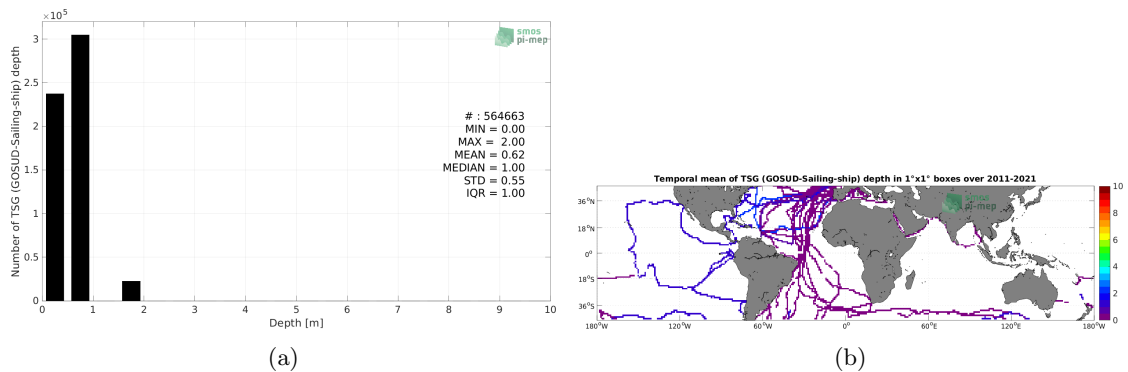 ×10⁵
3
2.5
2
1.5
1
0.5
0
Number of TSG (GOSUD-Sailing-ship) depth
smos
pi-mep
# : 564663
MIN = 0.00
MAX = 2.00
MEAN = 0.62
MEDIAN = 1.00
STD = 0.55
IQR = 1.00
0 1 2 3 4 5 6 7 8 9 10
Depth [m]
(a)
Temporal mean of TSG (GOSUD-Sailing-ship) depth in 1°x1° boxes over 2011-2021
smos
pi-mep
36°N
18°N
0°
18°S
36°S
180°W 120°W 60°W 0° 60°E 120°E 180°W
10
8
6
4
2
0
(b)